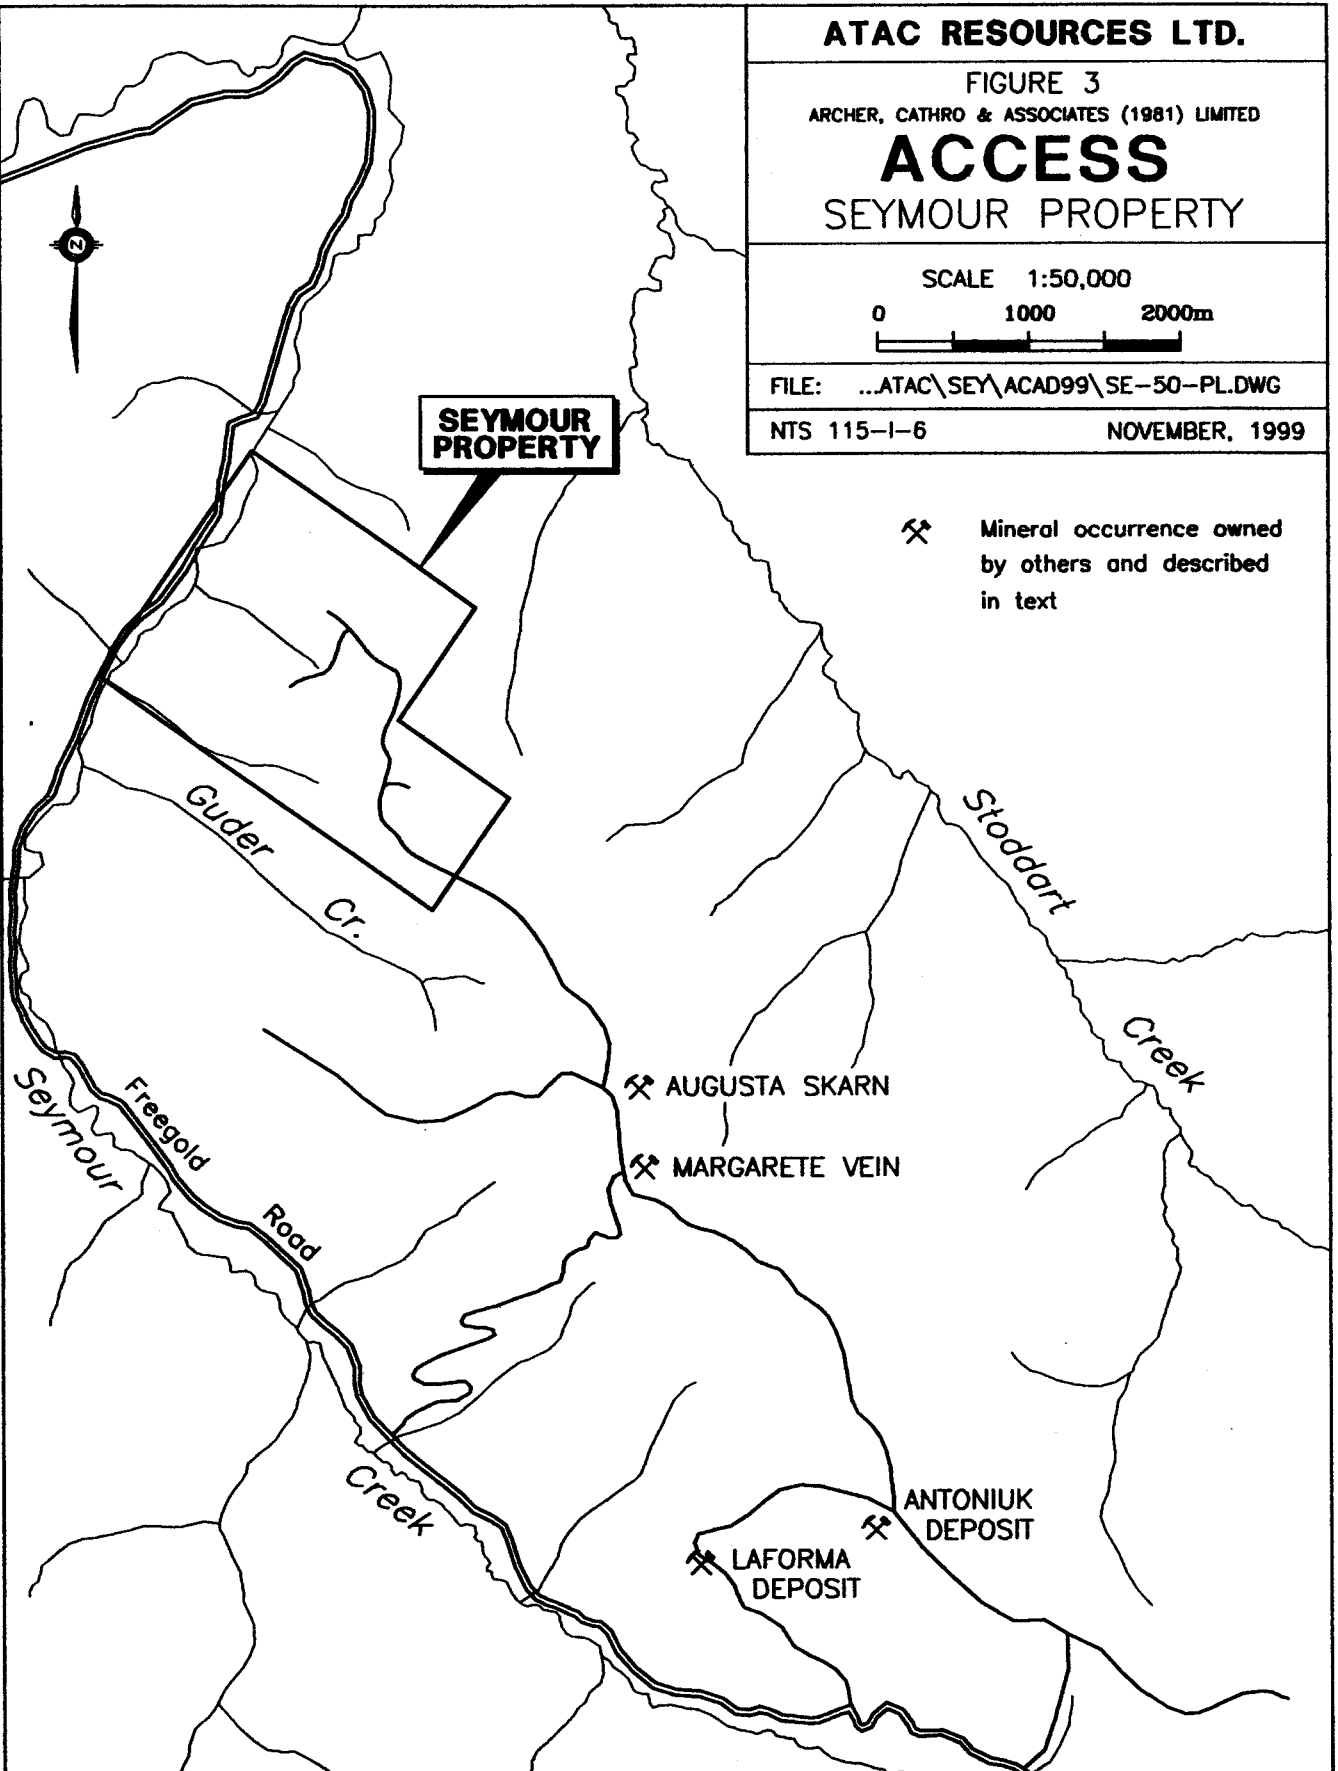 ATAC RESOURCES LTD.
FIGURE 3
ARCHER, CATHRO & ASSOCIATES (1981) LIMITED
ACCESS
SEYMOUR PROPERTY
SCALE 1:50,000
0 1000 2000m
FILE: ...ATAC\SEY\ACAD99\SE-50-PL.DWG
NTS 115-I-6 NOVEMBER, 1999
N
SEYMOUR
PROPERTY
Mineral occurrence owned
by others and described
in text
Guder
Cr.
Stoddart
Creek
Seymour
Freegold
Road
AUGUSTA SKARN
MARGARETE VEIN
Creek
ANTONIUK
DEPOSIT
LAFORMA
DEPOSIT